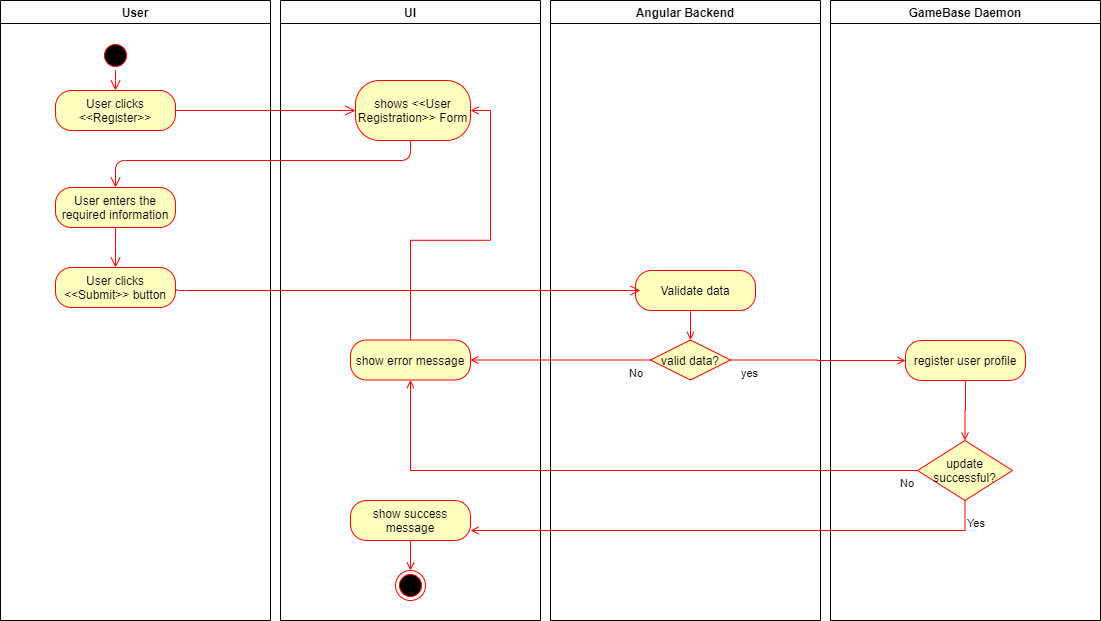 User
UI
Angular Backend
GameBase Daemon
User clicks
<<Register>>
shows <<User
Registration>> Form
User enters the
required information
User clicks
<<Submit>> button
Validate data
show error message
valid data?
No
yes
register user profile
update
successful?
No
Yes
show success
message